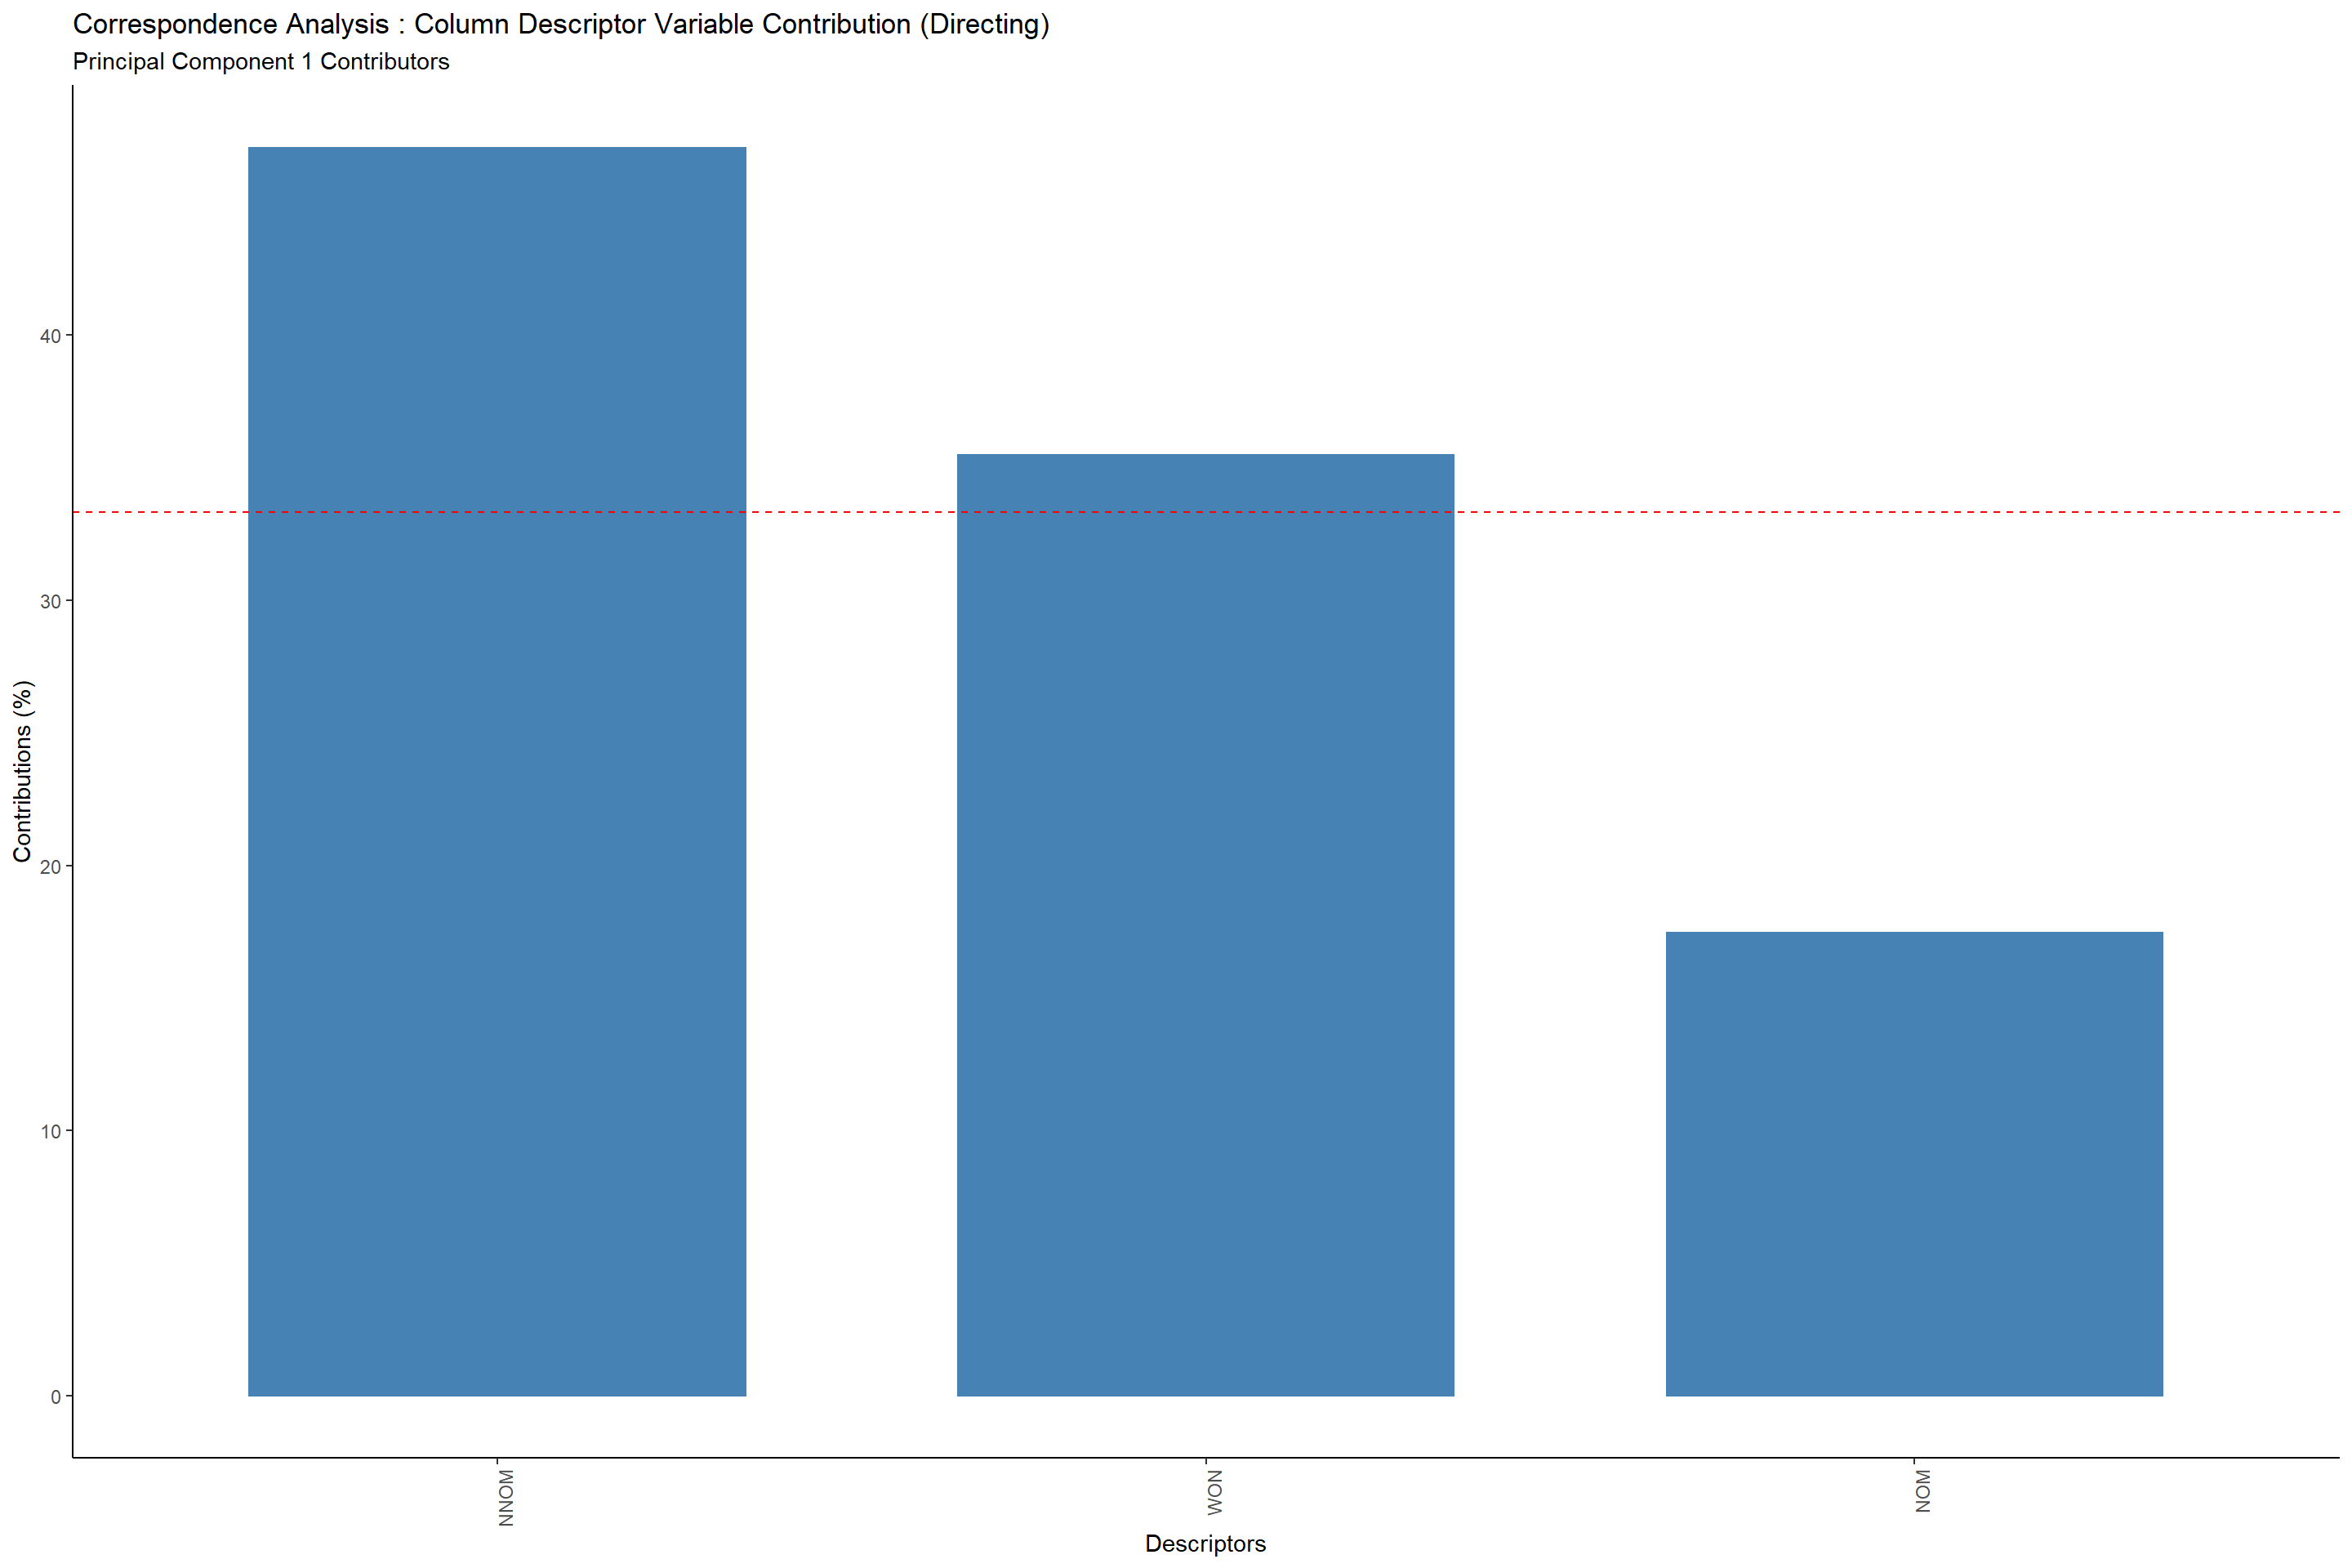 Correspondence Analysis : Column Descriptor Variable Contribution (Directing)
Principal Component 1 Contributors
Contributions (%)
40
30
20
10
0
NNOM
WON
NOM
Descriptors